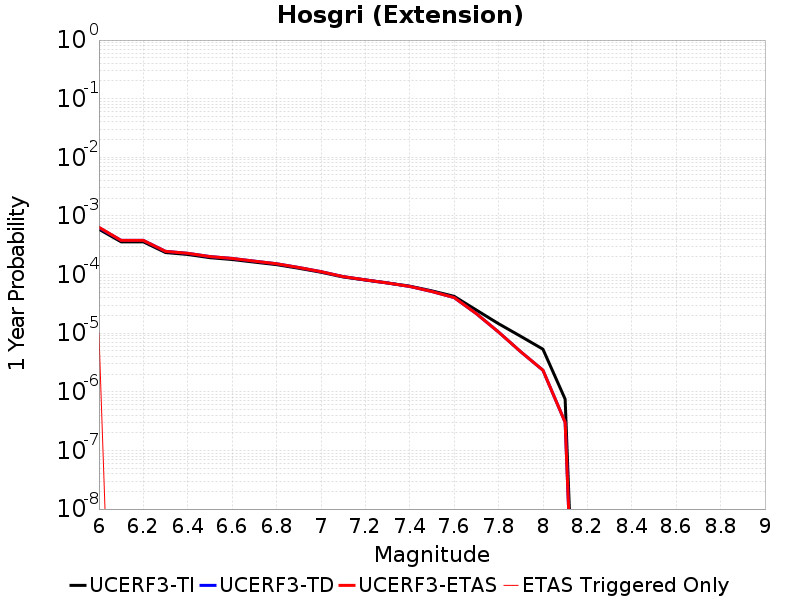 Hosgri (Extension)
1 Year Probability
10^0
10^-1
10^-2
10^-3
10^-4
10^-5
10^-6
10^-7
10^-8
6 6.2 6.4 6.6 6.8 7 7.2 7.4 7.6 7.8 8 8.2 8.4 8.6 8.8 9
Magnitude
UCERF3-TI UCERF3-TD UCERF3-ETAS ETAS Triggered Only